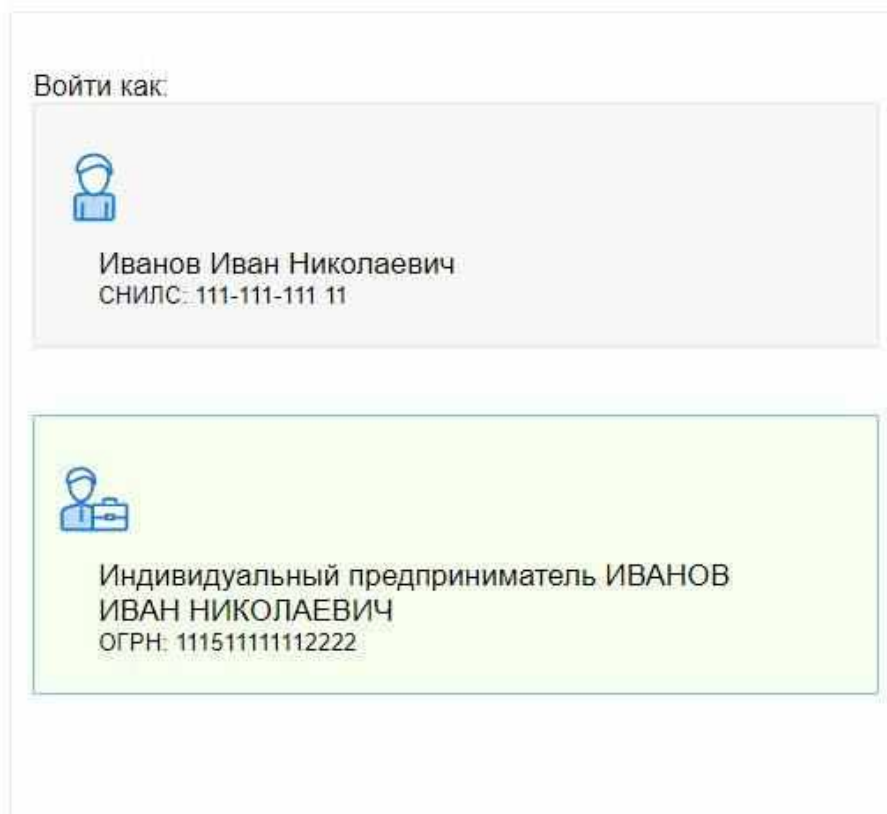 Войти как:
Иванов Иван Николаевич
СНИЛС: 111-111-111 11
Индивидуальный предприниматель ИВАНОВ
ИВАН НИКОЛАЕВИЧ
ОГРН: 111511111112222